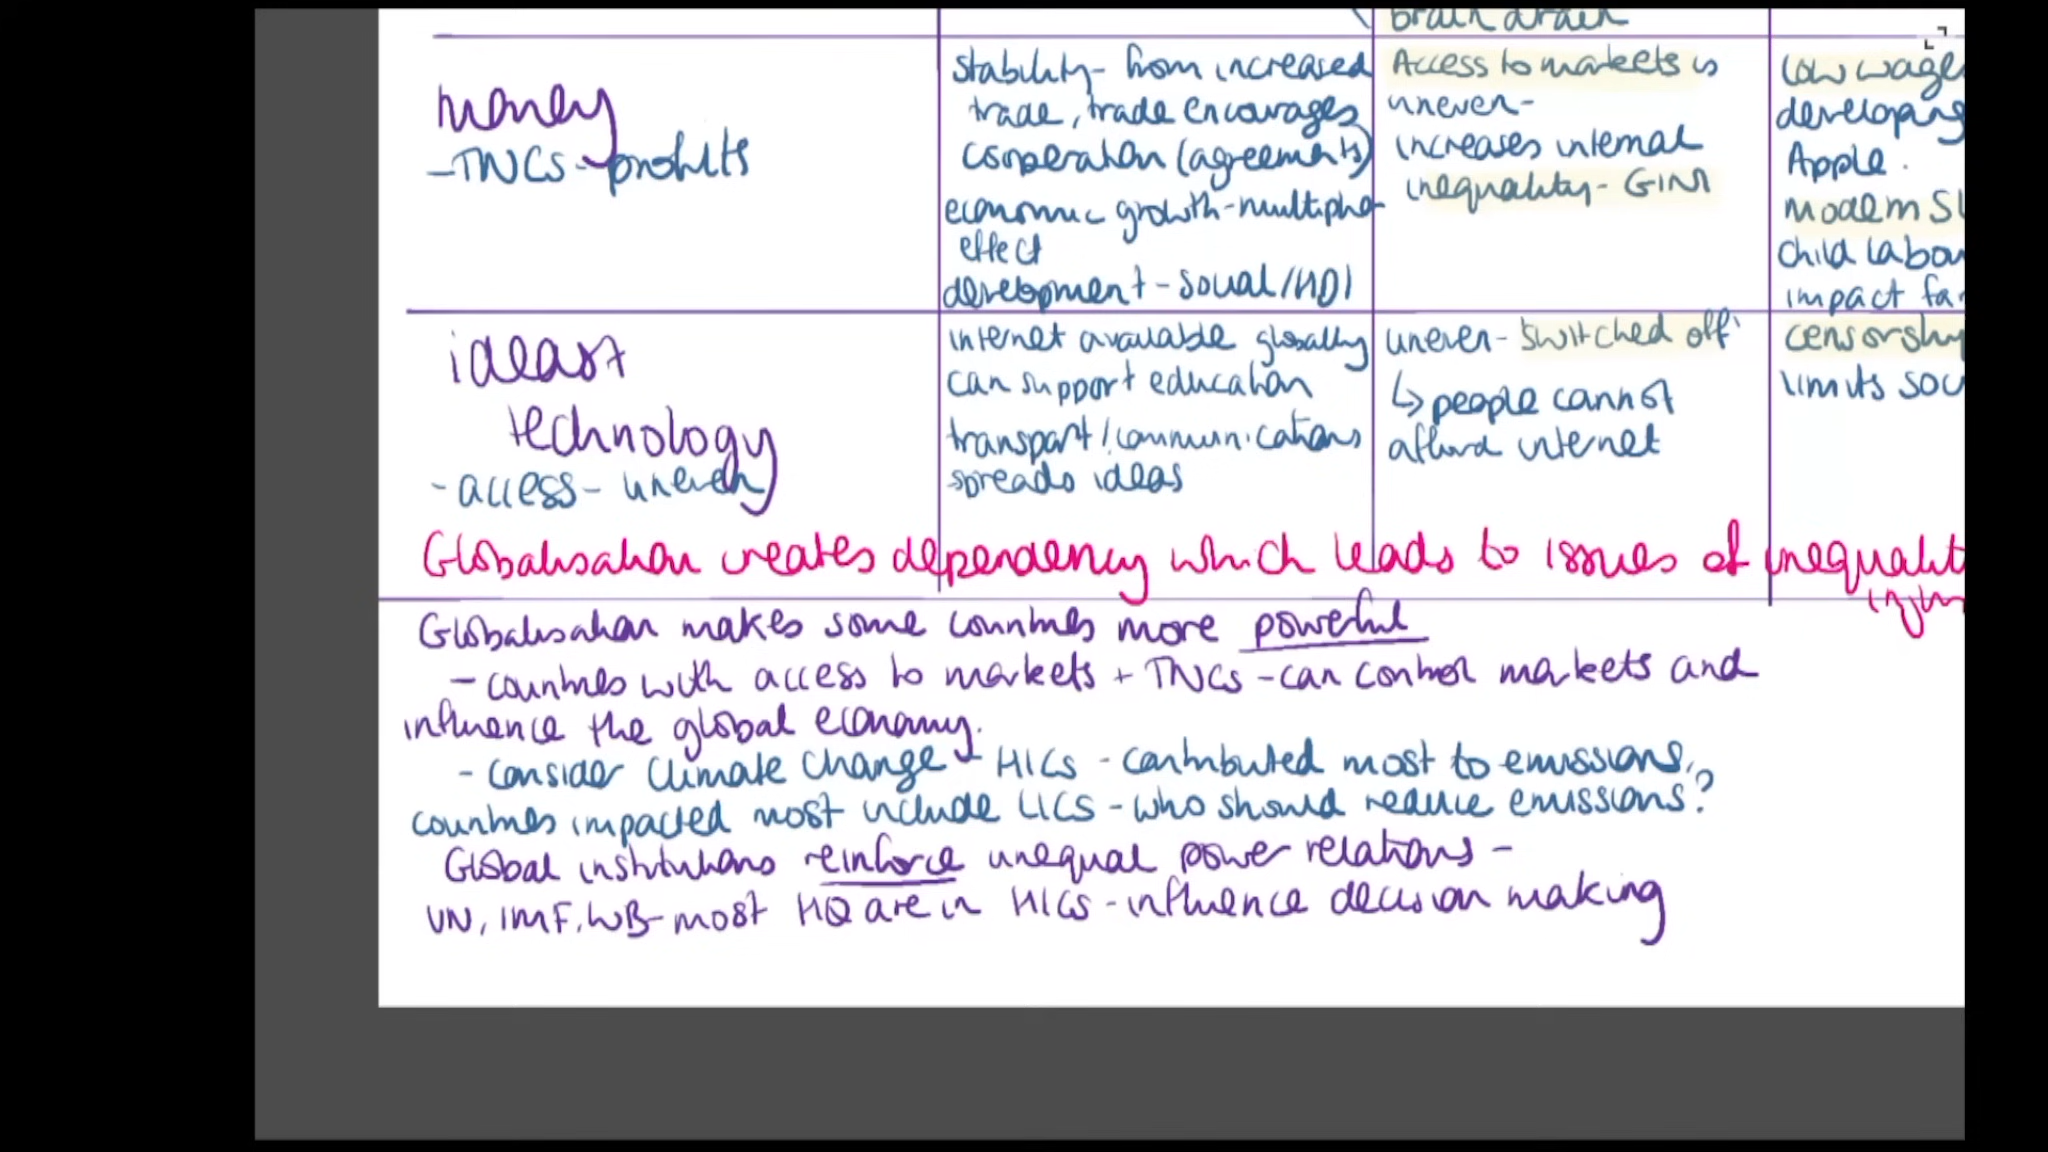 brain drain
money
-TNCs - profits
stability - from increased
trade, trade encourages
cooperation (agreements)
economic growth - multiplier
effect
development - social/HDI
Access to markets is
uneven -
increases internal
inequality - GINI
low wage
developing
Apple.
modern sl
child labou
impact fa
ideas +
technology
- access - uneven
internet available globally
can support education
transport/communications
spreads ideas
uneven - 'switched off'
↳ people cannot
afford internet
censorship
limits soc
Globalisation creates dependency which leads to issues of inequalit
Globalisation makes some countries more powerful
- countries with access to markets + TNCs - can control markets and
influence the global economy.
- consider climate change - HICs - contributed most to emissions,
countries impacted most include LICs - who should reduce emissions?
Global institutions reinforce unequal power relations -
UN, IMF, WB - most HQ are in HICs - influence decision making